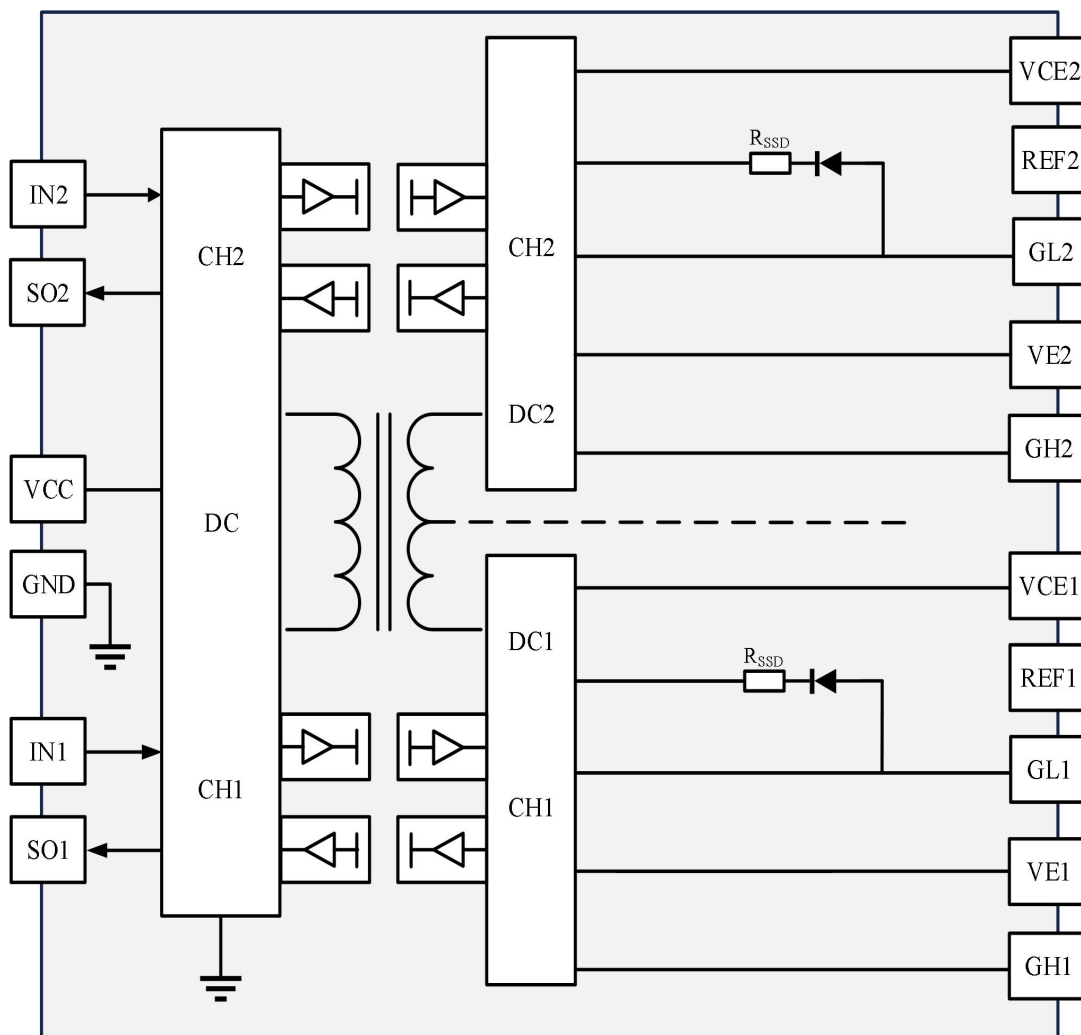 VCE2
R_SSD
REF2
IN2
CH2
CH2
GL2
SO2
VE2
DC2
GH2
VCC
DC
GND
VCE1
DC1
R_SSD
REF1
IN1
GL1
CH1
CH1
SO1
VE1
GH1